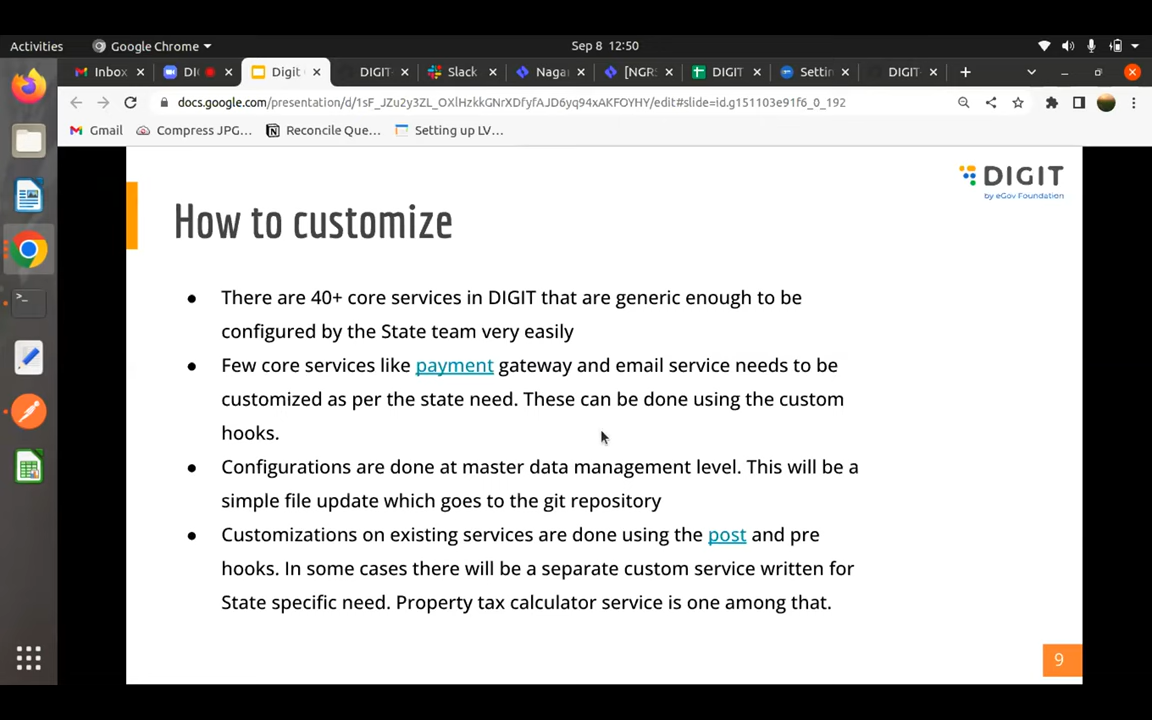 Activities
Google Chrome
Sep 8 12:50
Inbox
DI
Digit
DIGIT
Slack
Naga
[NGR
DIGIT
Settin
DIGIT
docs.google.com/presentation/d/1sF_JZu2y3ZL_OXlHzkkGNrXDfyfAJD6yq94xAKFOYHY/edit#slide=id.g151103e91f6_0_192
Gmail
Compress JPG...
Reconcile Que...
Setting up LV...
DIGIT
by eGov Foundation
How to customize
● There are 40+ core services in DIGIT that are generic enough to be
configured by the State team very easily
● Few core services like payment gateway and email service needs to be
customized as per the state need. These can be done using the custom
hooks.
● Configurations are done at master data management level. This will be a
simple file update which goes to the git repository
● Customizations on existing services are done using the post and pre
hooks. In some cases there will be a separate custom service written for
State specific need. Property tax calculator service is one among that.
9